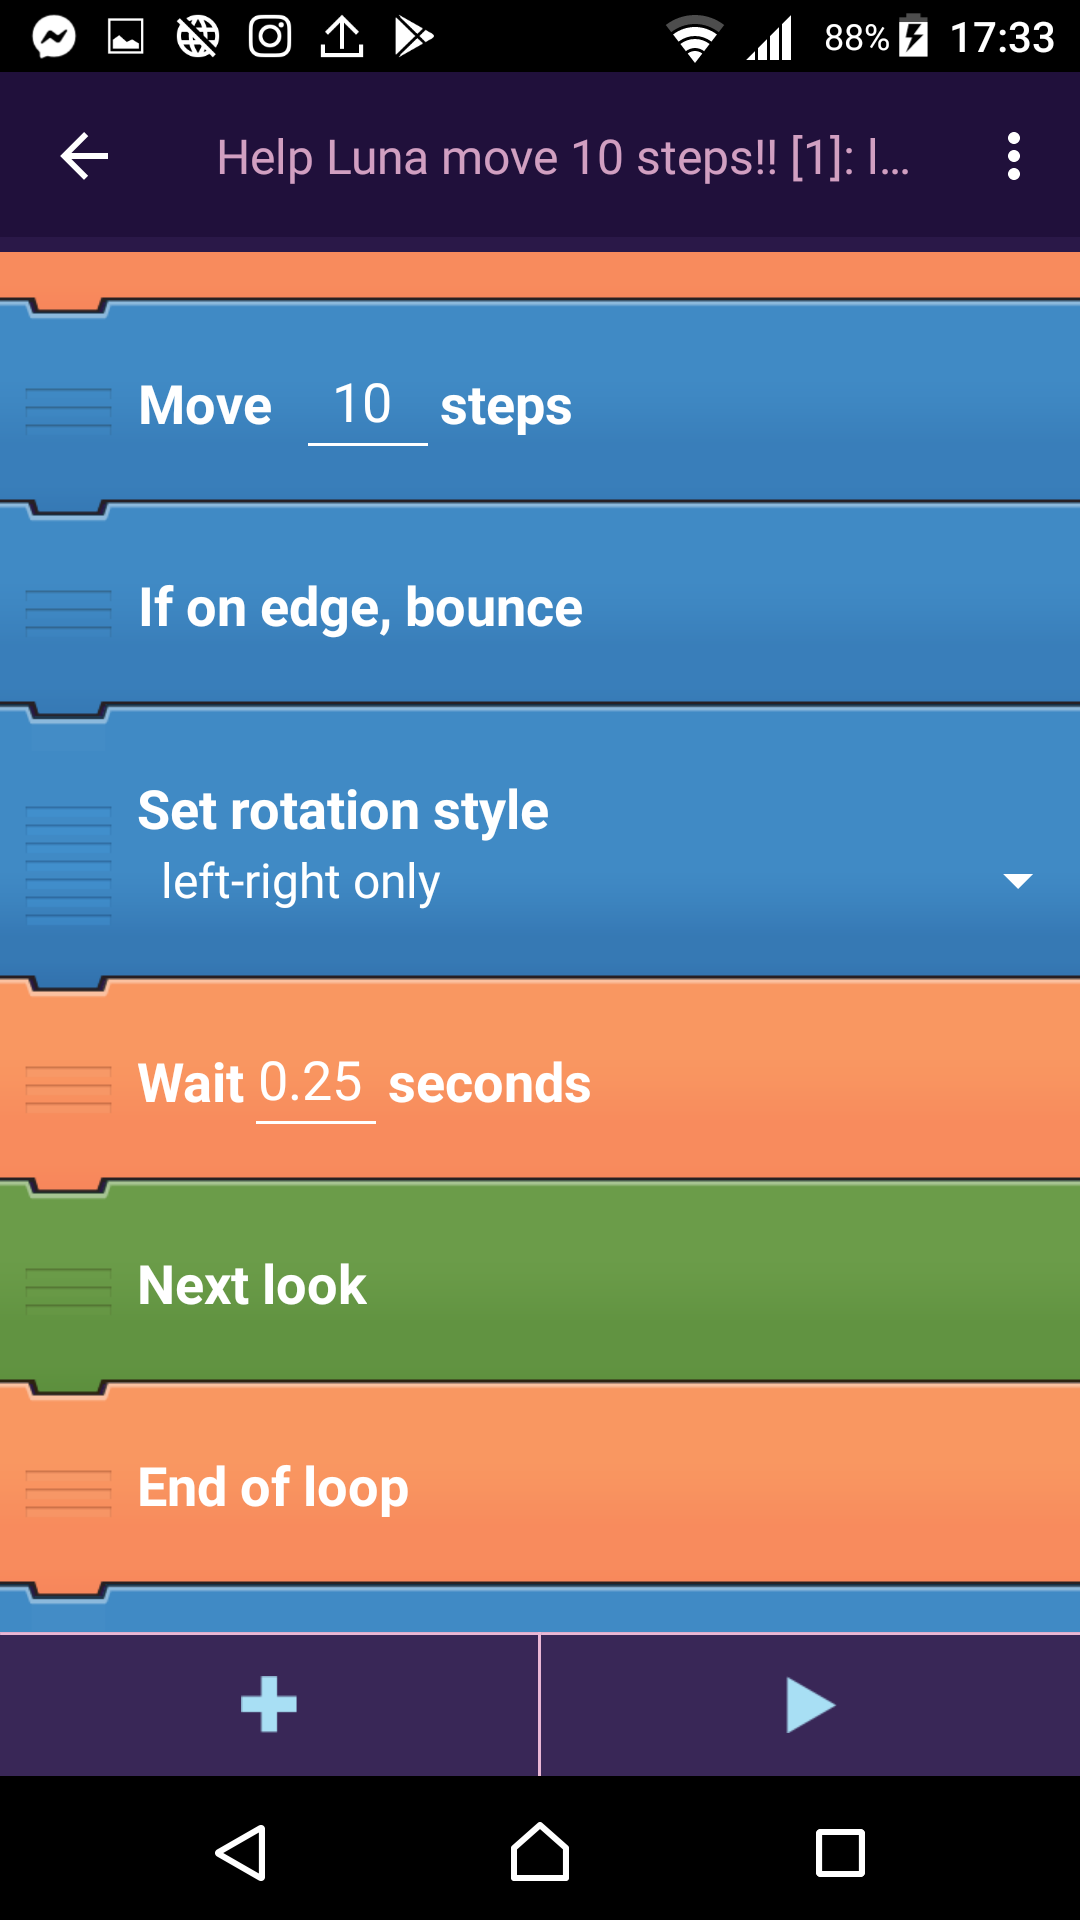 88% 17:33
Help Luna move 10 steps!! [1]: l...
Move 10 steps
If on edge, bounce
Set rotation style
left-right only
Wait 0.25 seconds
Next look
End of loop